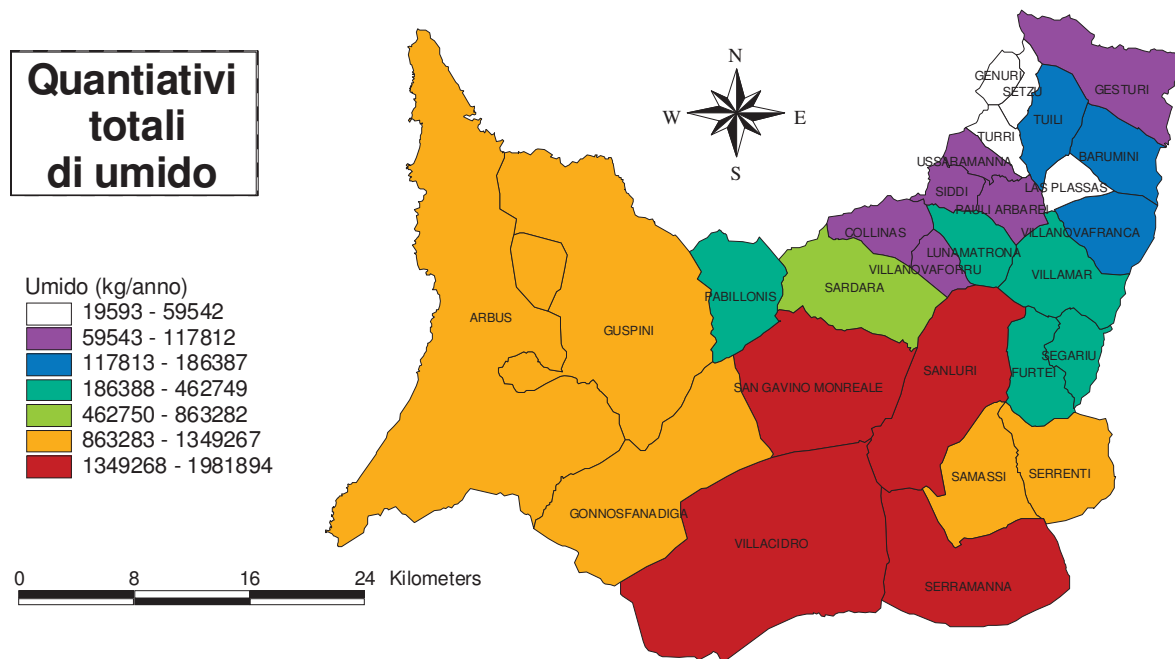 Quantiativi
totali
di umido
N
W
E
S
Umido (kg/anno)
19593 - 59542
59543 - 117812
117813 - 186387
186388 - 462749
462750 - 863282
863283 - 1349267
1349268 - 1981894
0 8 16 24 Kilometers
GENURI
SETZU
GESTURI
TUILI
TURRI
BARUMINI
USSARAMANNA
LAS PLASSAS
SIDDI
PAULI ARBAREI
COLLINAS
VILLANOVAFRANCA
LUNAMATRONA
VILLANOVAFORRU
VILLAMAR
SARDARA
PABILLONIS
ARBUS
GUSPINI
SEGARIU
FURTEI
SANLURI
SAN GAVINO MONREALE
SAMASSI
SERRENTI
GONNOSFANADIGA
VILLACIDRO
SERRAMANNA